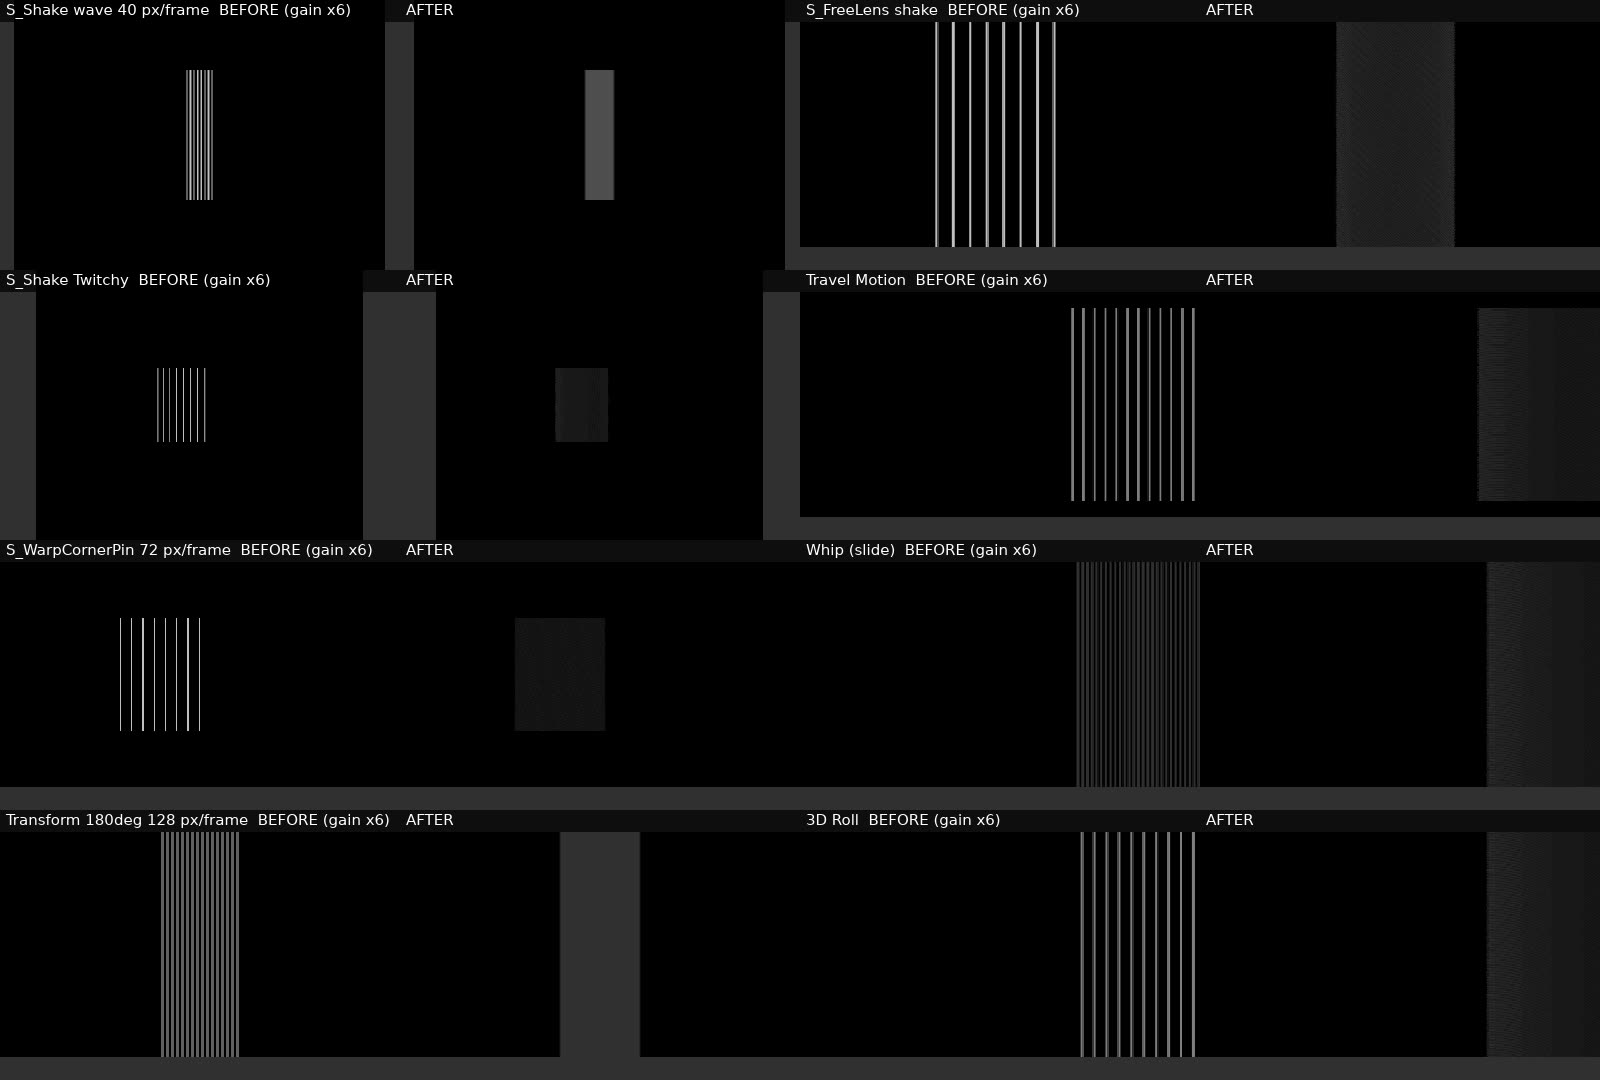 S_Shake wave 40 px/frame  BEFORE (gain x6)
AFTER
S_FreeLens shake  BEFORE (gain x6)
AFTER
S_Shake Twitchy  BEFORE (gain x6)
AFTER
Travel Motion  BEFORE (gain x6)
AFTER
S_WarpCornerPin 72 px/frame  BEFORE (gain x6)
AFTER
Whip (slide)  BEFORE (gain x6)
AFTER
Transform 180deg 128 px/frame  BEFORE (gain x6)
AFTER
3D Roll  BEFORE (gain x6)
AFTER